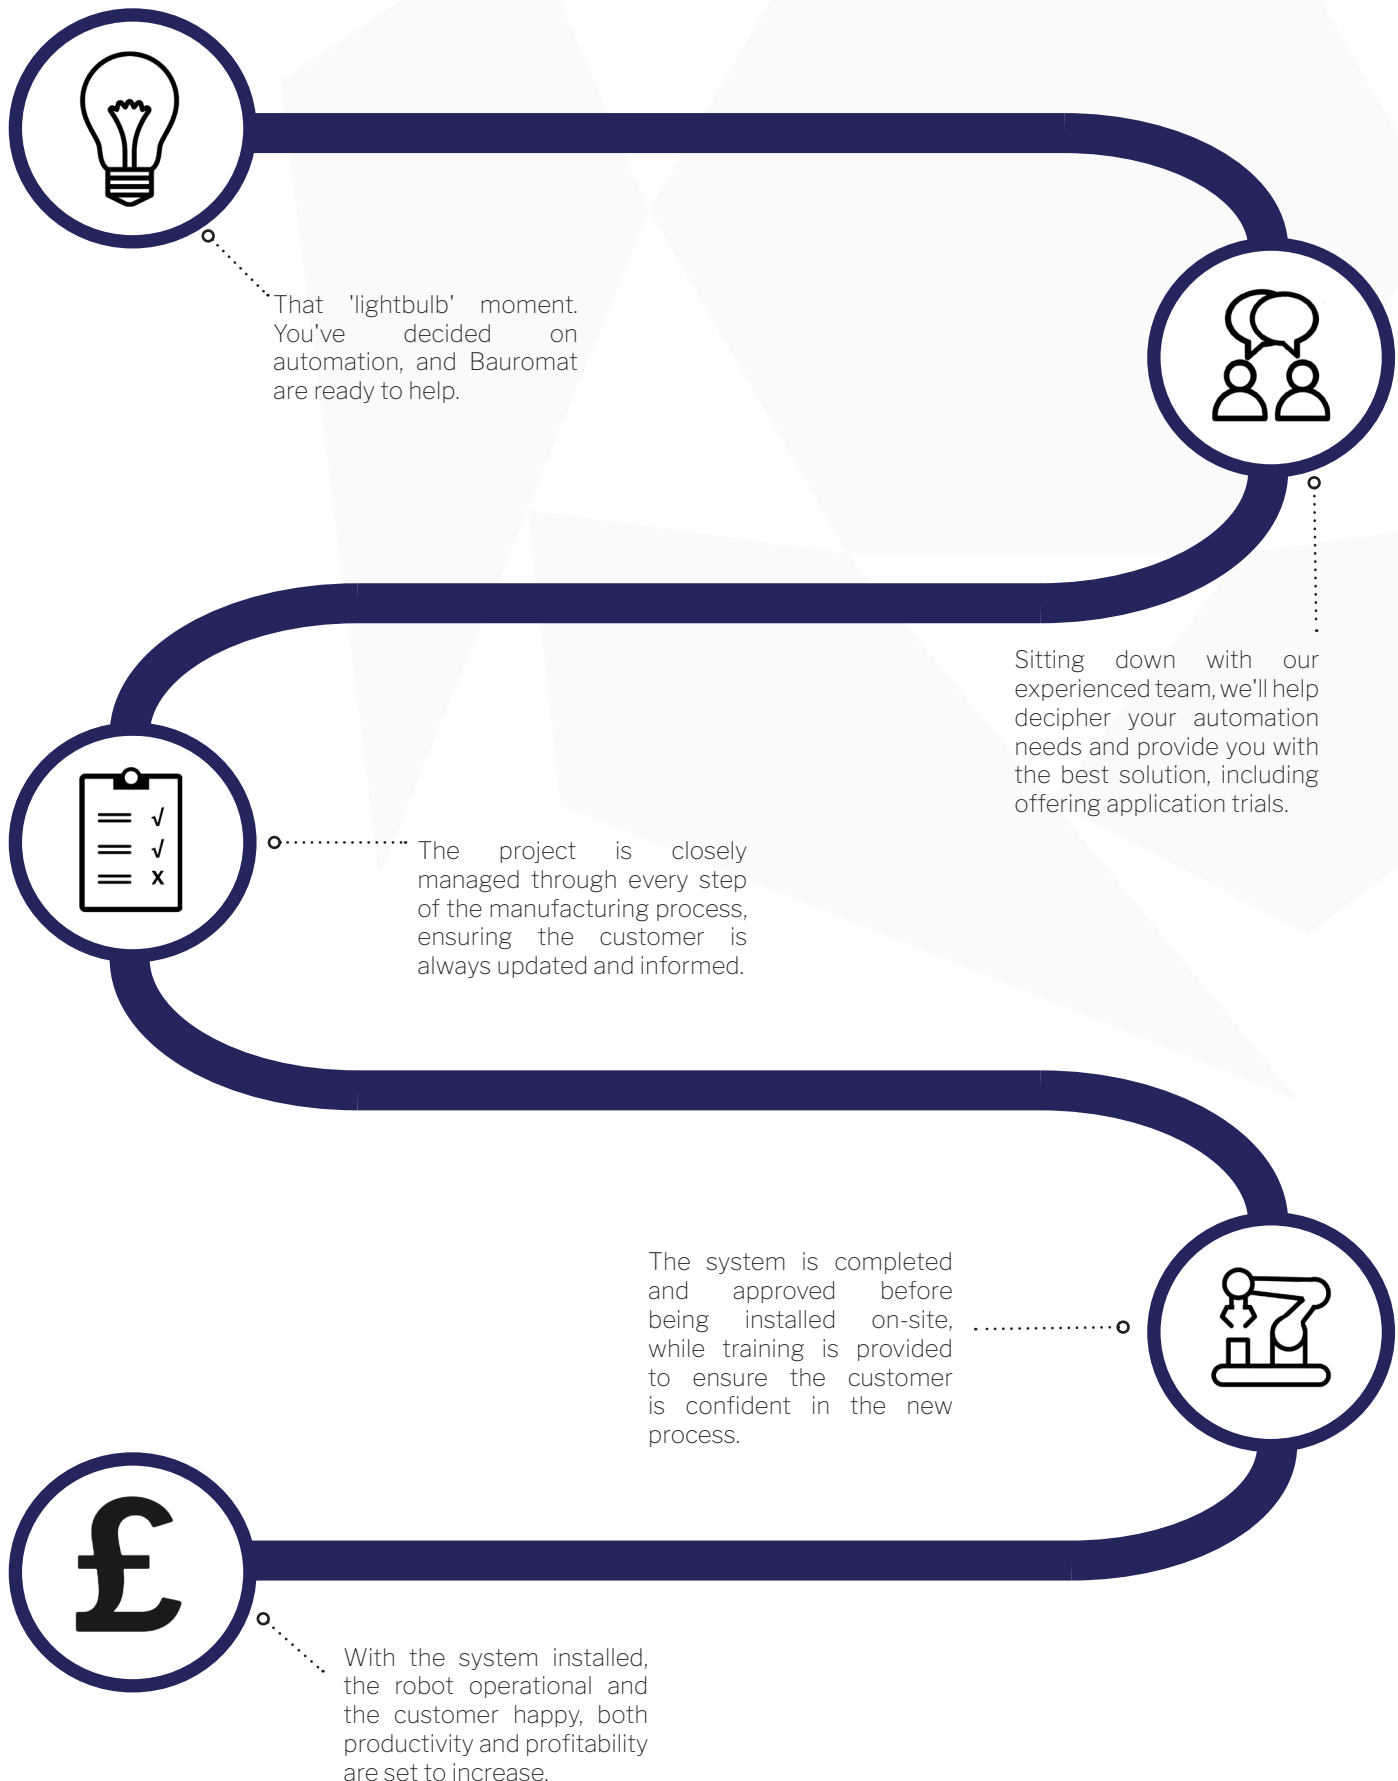 That 'lightbulb' moment.
You've decided on
automation, and Bauromat
are ready to help.
Sitting down with our
experienced team, we'll help
decipher your automation
needs and provide you with
the best solution, including
offering application trials.
√
√
X
The project is closely
managed through every step
of the manufacturing process,
ensuring the customer is
always updated and informed.
The system is completed
and approved before
being installed on-site,
while training is provided
to ensure the customer
is confident in the new
process.
£
With the system installed,
the robot operational and
the customer happy, both
productivity and profitability
are set to increase.